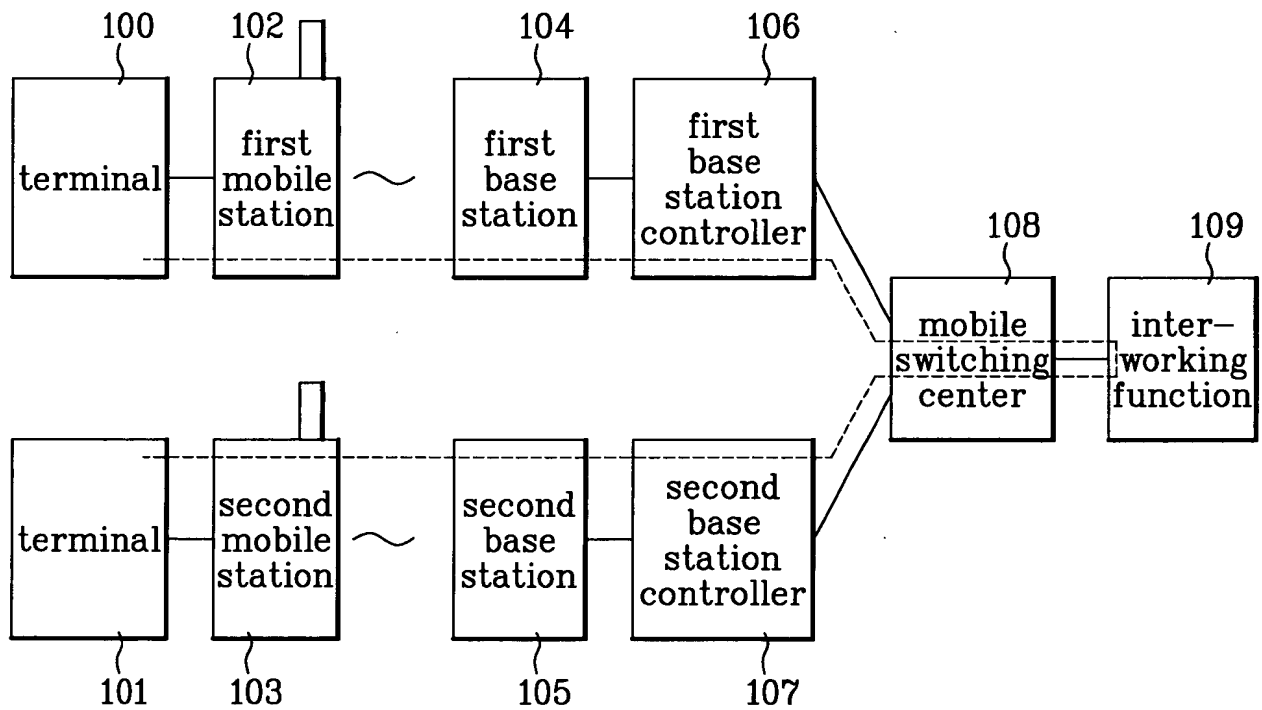 100
102
104
106
terminal
first
mobile
station
first
base
station
first
base
station
controller
108
109
mobile
switching
center
inter-
working
function
terminal
second
mobile
station
second
base
station
second
base
station
controller
101
103
105
107